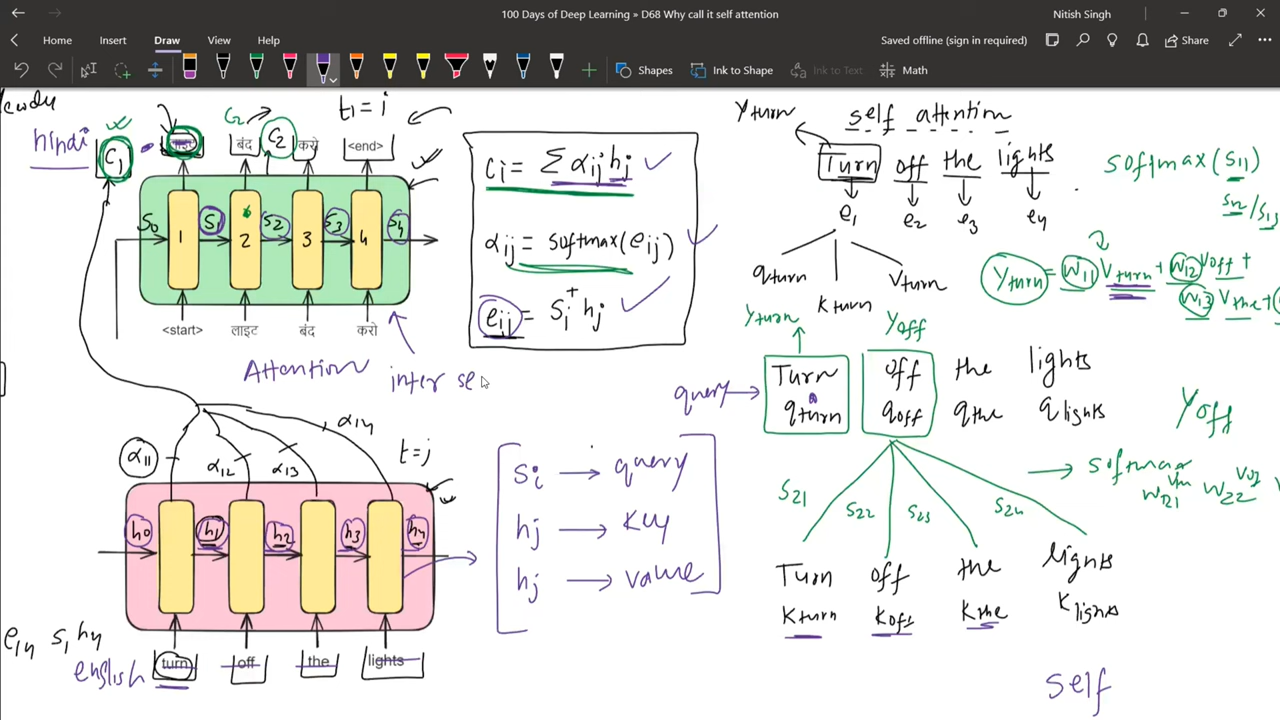 100 Days of Deep Learning » D68 Why call it self attention
Nitish Singh
Home Insert Draw View Help
Saved offline (sign in required)
Share
Shapes
Ink to Shape
Ink to Text
Math
hindi
C1
C2
t1 = i
बंद
C2
करो
<end>
S0 1 S1 2 S2 3 S3 4 S4
<start> लाइट बंद करो
Attention
inter se
ci = Σ αij hj
αij = softmax(eij)
eij = Si^T hj
α11 α12 α13 α14
t = j
h0 h1 h2 h3 h4
turn off the lights
english
e14 s1 h4
si → query
hj → key
hj → value
self attention
Yturn
Turn off the lights
e1 e2 e3 e4
qturn Kturn Vturn
softmax(S11)
S12/S13
Yturn = W11 Vturn + W12 Voff +
W13 Vthe +
Yturn Yoff
query →
Turn off the lights
qturn qoff qthe qlights
Yoff
S21 S22 S23 S24
→ softmax
W21 W22
Turn off the lights
Kturn Koff Kthe Klights
self